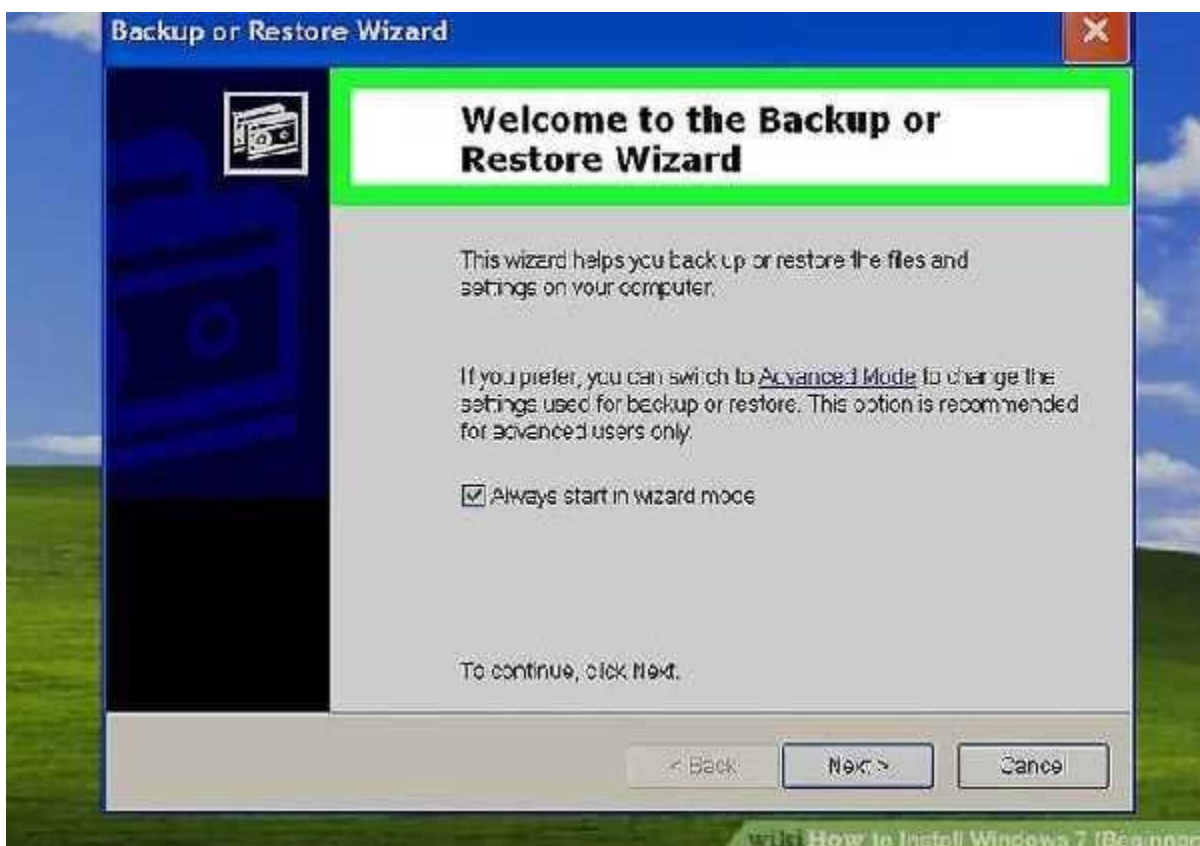 Backup or Restore Wizard
Welcome to the Backup or
Restore Wizard
This wizard helps you back up or restore the files and
settings on your computer.
If you prefer, you can switch to Advanced Mode to change the
settings used for backup or restore. This option is recommended
for advanced users only.
Always start in wizard mode
To continue, click Next.
< Back
Next >
Cancel
wikiHow to Install Windows 7 (Beginner